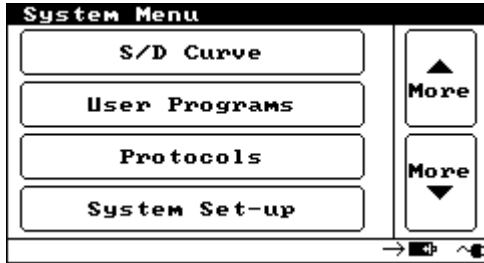 System Menu
S/D Curve
More
User Programs
Protocols
More
System Set-up